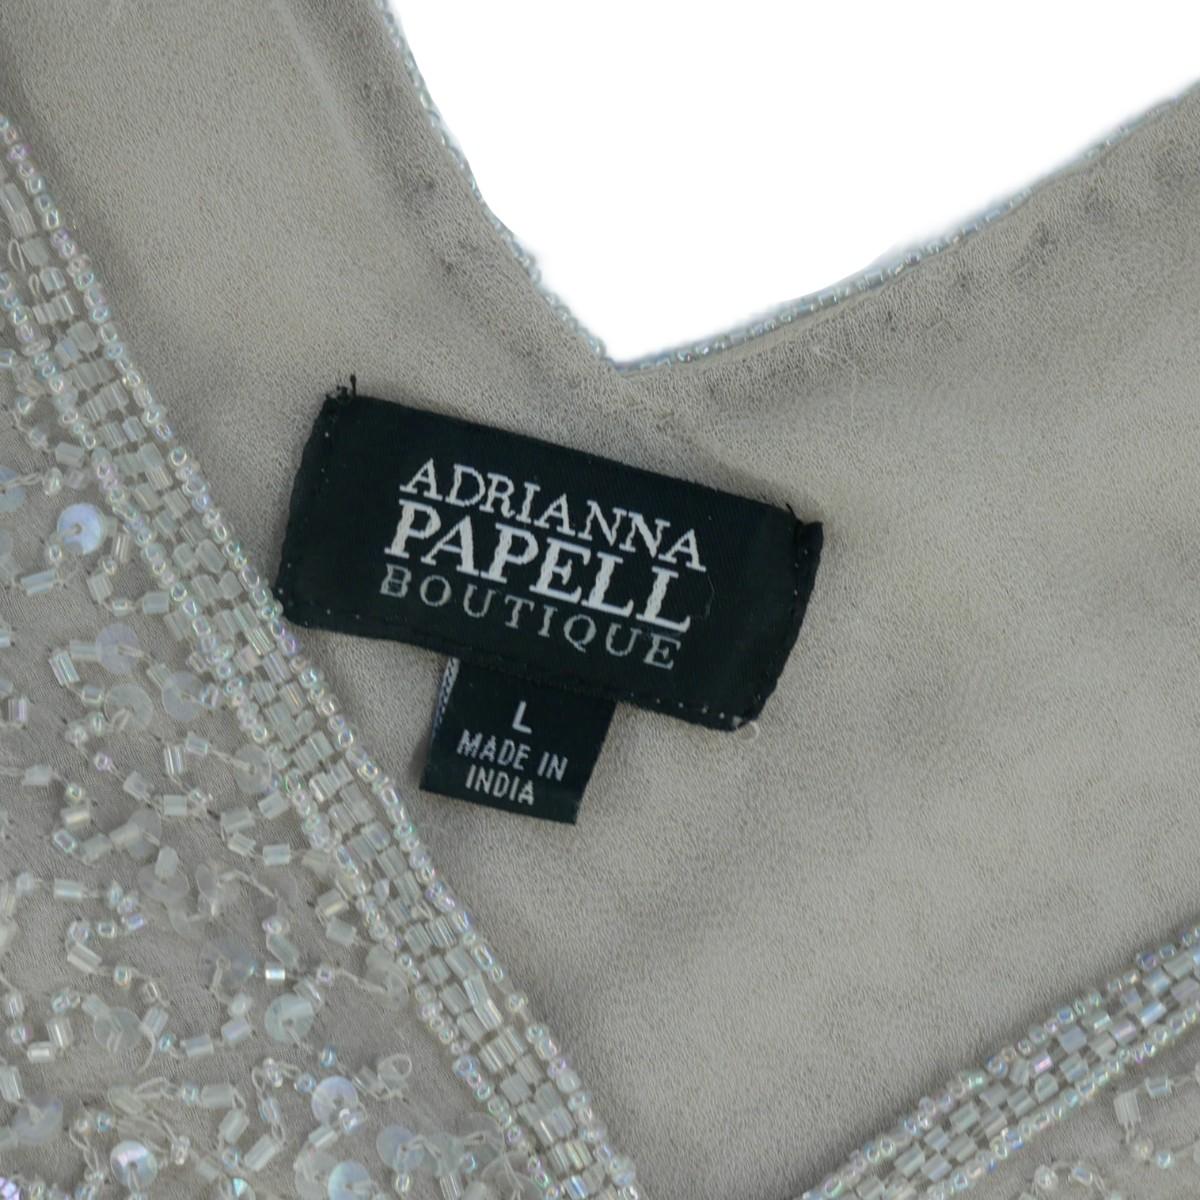 ADRIANNA
PAPELL
BOUTIQUE
L
MADE IN
INDIA